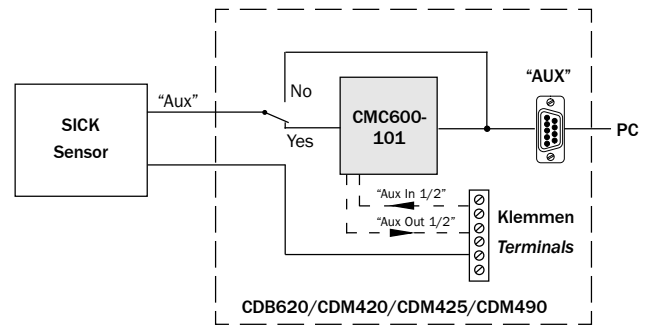 “AUX”
“Aux”
No
SICK
Sensor
CMC600-
101
PC
Yes
“Aux In 1/2”
“Aux Out 1/2”
Klemmen
Terminals
CDB620/CDM420/CDM425/CDM490